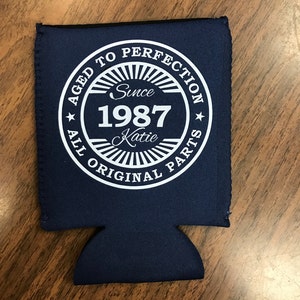 AGED TO PERFECTION
Since
1987
Katie
ALL ORIGINAL PARTS